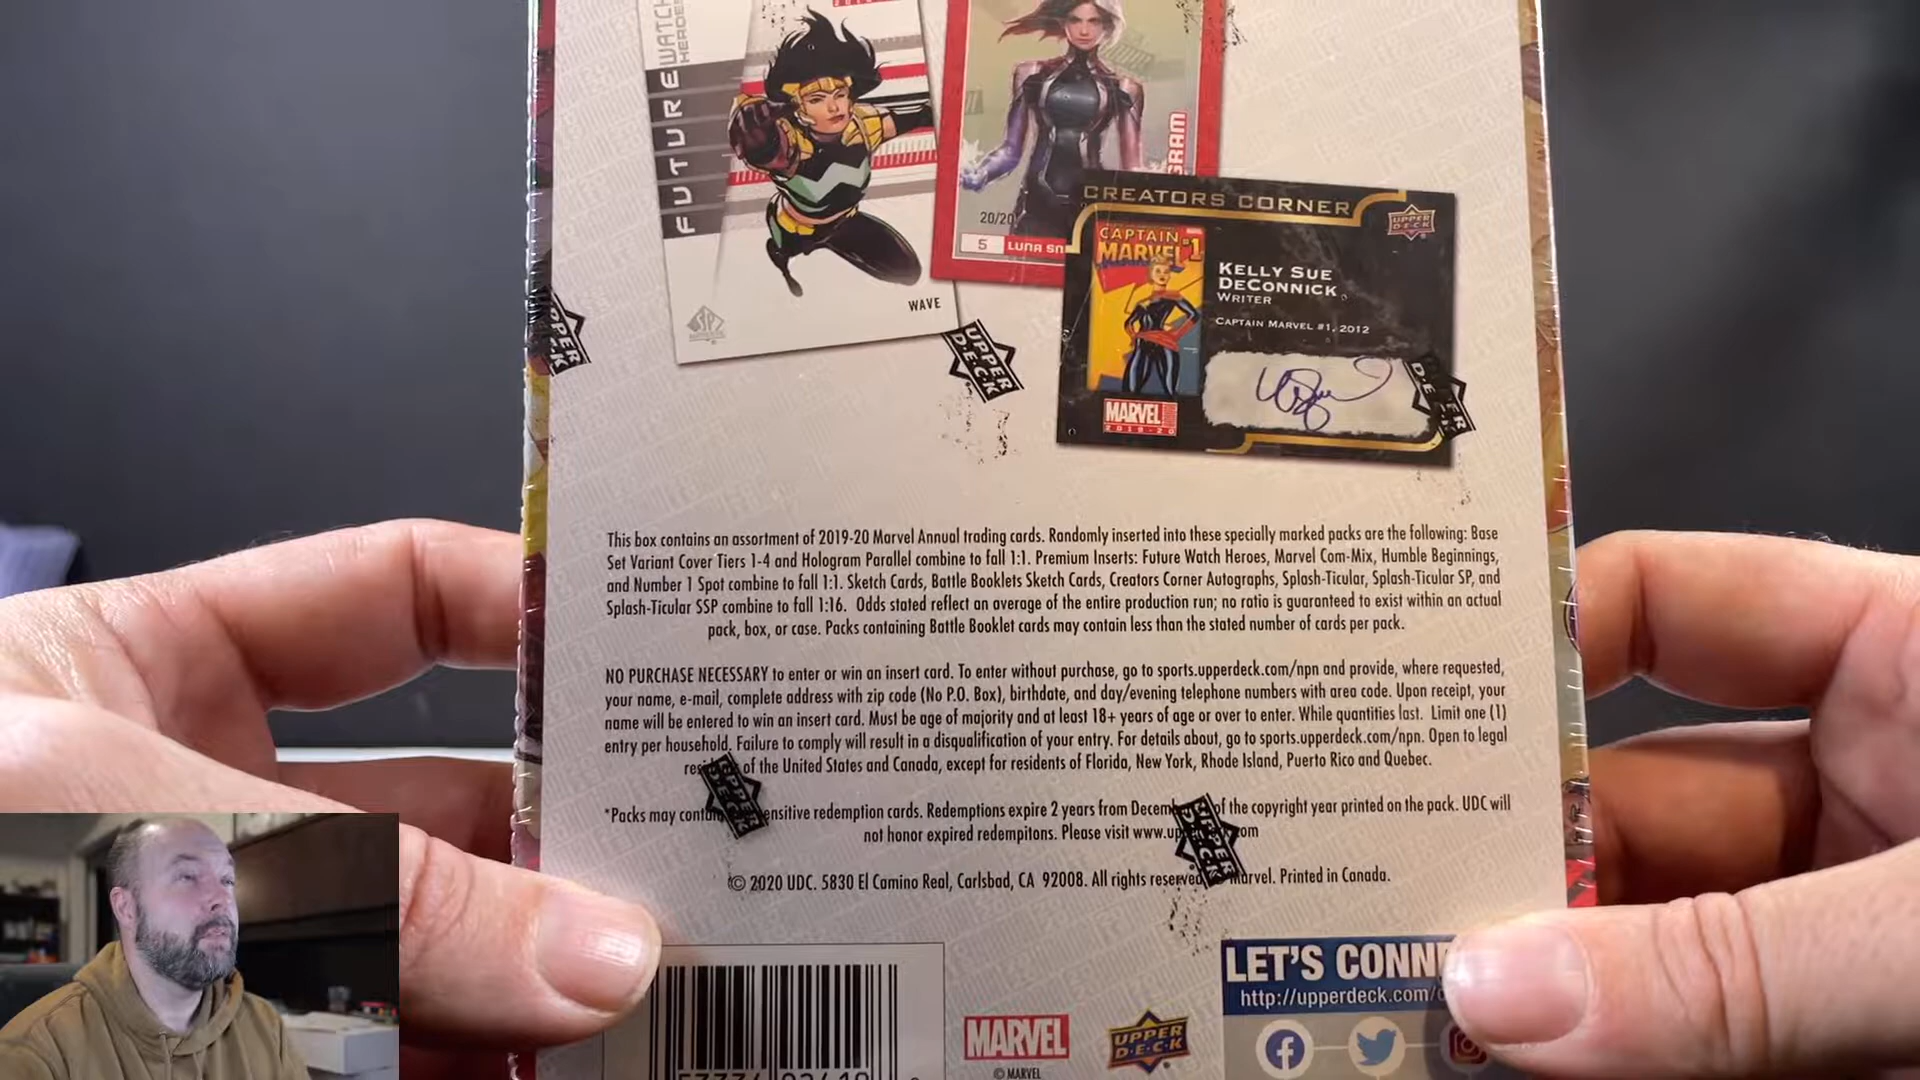 FUTURE WATCH HEROES
WAVE
GRAM
20/20
5 LUNA SN
CREATORS CORNER
UPPER DECK
CAPTAIN MARVEL #1
KELLY SUE
DECONNICK
WRITER
CAPTAIN MARVEL #1, 2012
MARVEL
2019-20
UPPER DECK
This box contains an assortment of 2019-20 Marvel Annual trading cards. Randomly inserted into these specially marked packs are the following: Base
Set Variant Cover Tiers 1-4 and Hologram Parallel combine to fall 1:1. Premium Inserts: Future Watch Heroes, Marvel Com-Mix, Humble Beginnings,
and Number 1 Spot combine to fall 1:1. Sketch Cards, Battle Booklets Sketch Cards, Creators Corner Autographs, Splash-Ticular, Splash-Ticular SP, and
Splash-Ticular SSP combine to fall 1:16. Odds stated reflect an average of the entire production run; no ratio is guaranteed to exist within an actual
pack, box, or case. Packs containing Battle Booklet cards may contain less than the stated number of cards per pack.
NO PURCHASE NECESSARY to enter or win an insert card. To enter without purchase, go to sports.upperdeck.com/npn and provide, where requested,
your name, e-mail, complete address with zip code (No P.O. Box), birthdate, and day/evening telephone numbers with area code. Upon receipt, your
name will be entered to win an insert card. Must be age of majority and at least 18+ years of age or over to enter. While quantities last. Limit one (1)
entry per household. Failure to comply will result in a disqualification of your entry. For details about, go to sports.upperdeck.com/npn. Open to legal
of the United States and Canada, except for residents of Florida, New York, Rhode Island, Puerto Rico and Quebec.
*Packs may conta ensitive redemption cards. Redemptions expire 2 years from Decem of the copyright year printed on the pack. UDC will
not honor expired redempitons. Please visit www.up com
© 2020 UDC. 5830 El Camino Real, Carlsbad, CA 92008. All rights reserved Marvel. Printed in Canada.
UPPER DECK
UPPER DECK
LET'S CONNE
http://upperdeck.com/
MARVEL
UPPER DECK
© MARVEL